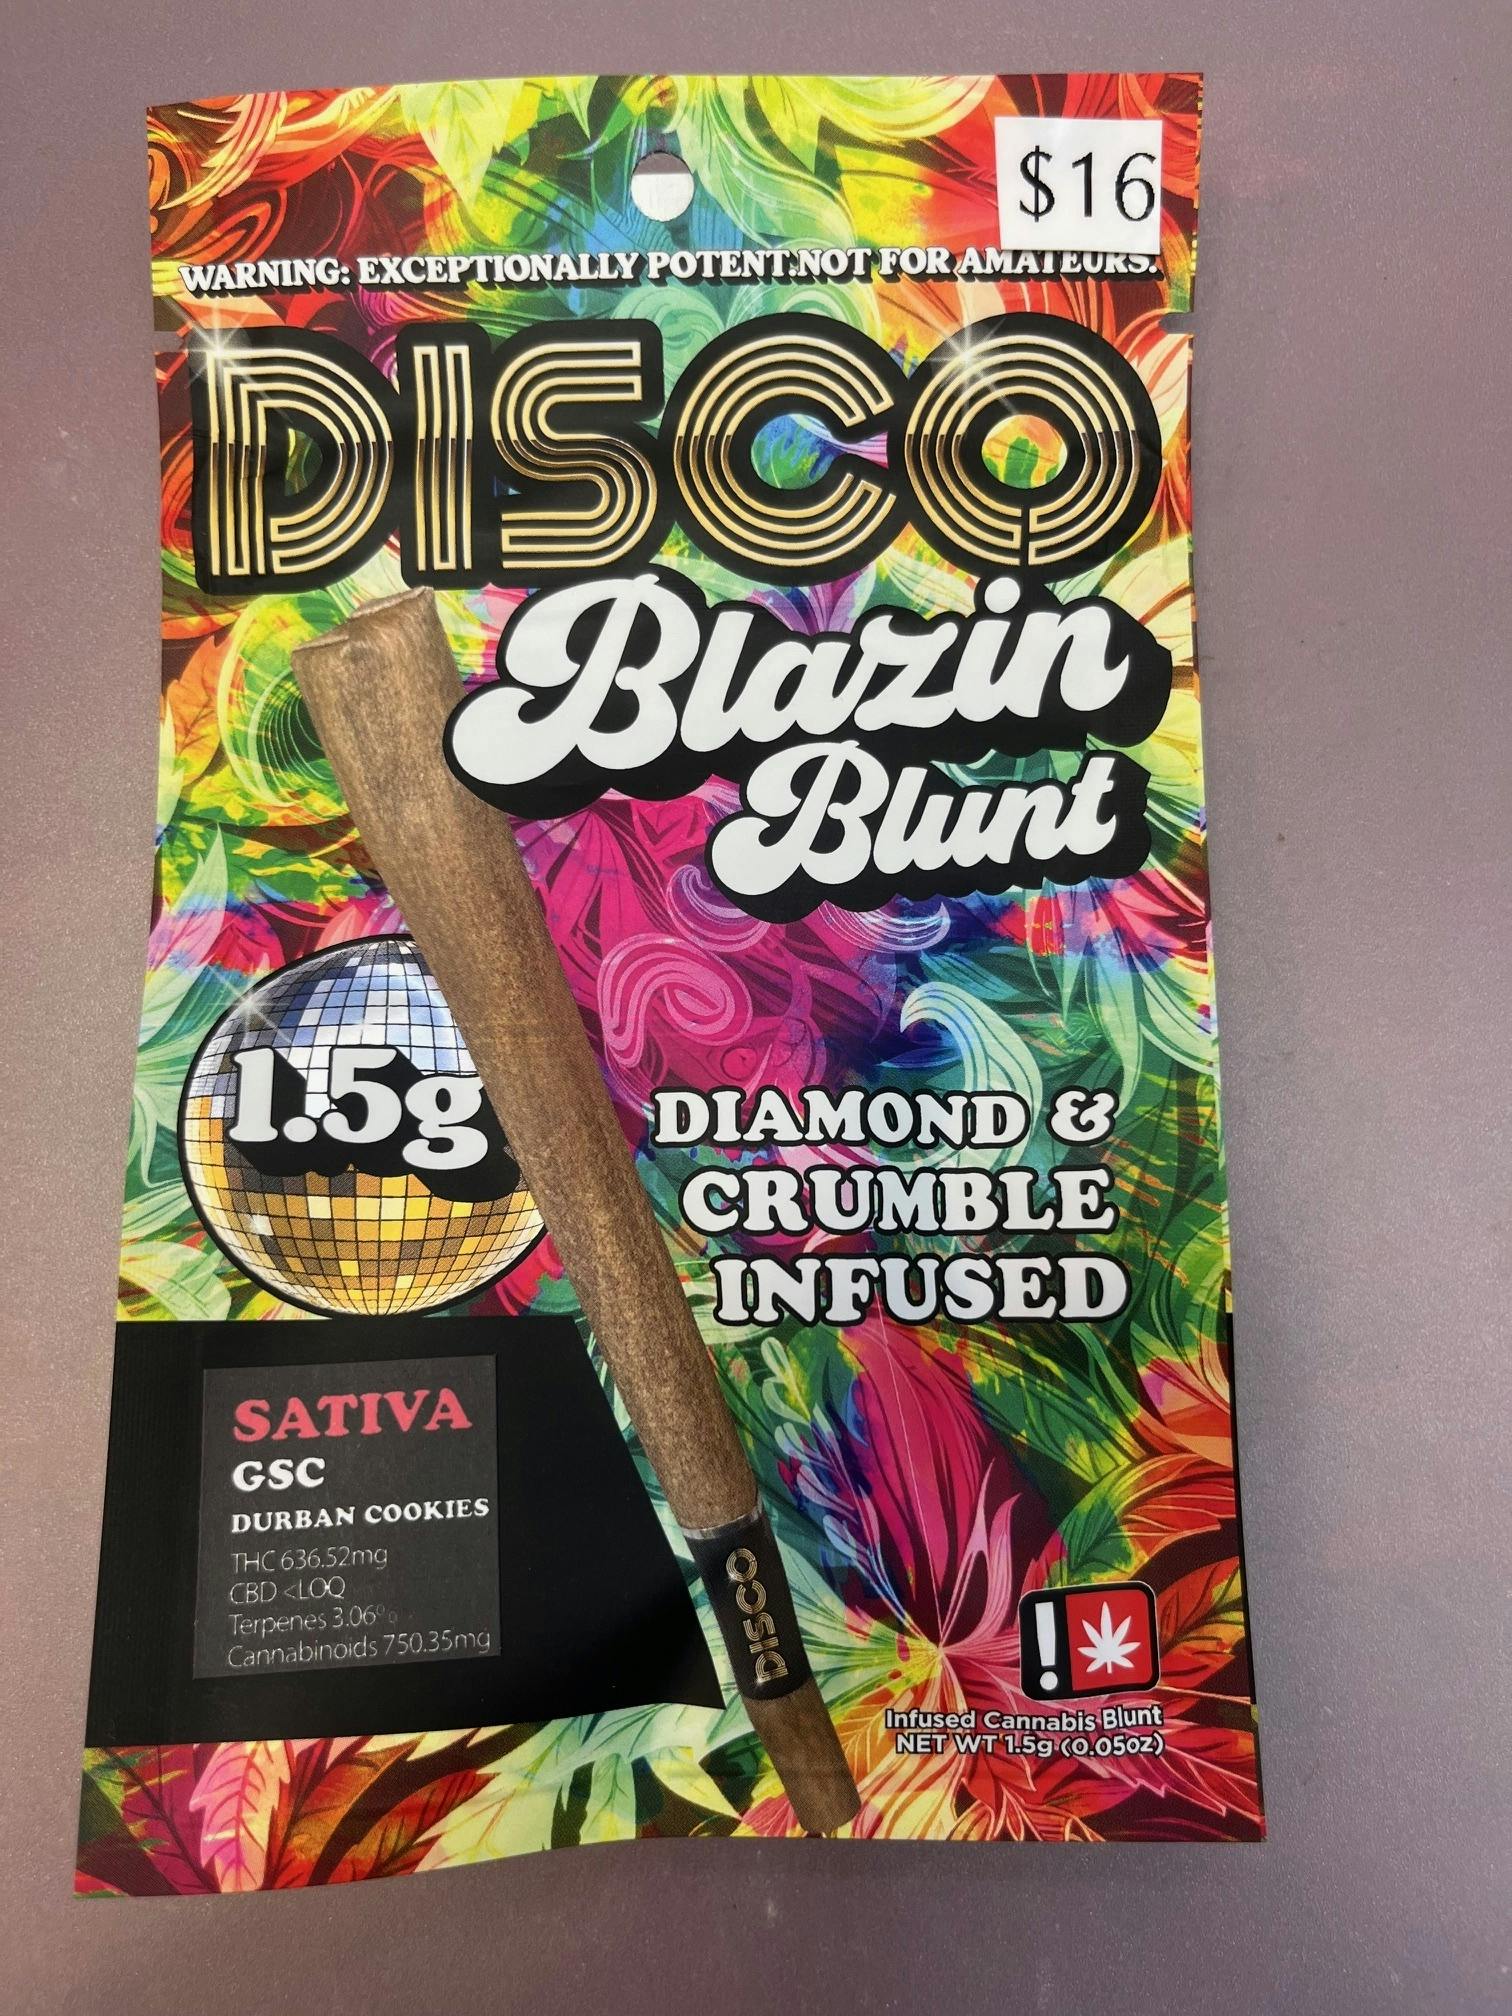 $16
WARNING: EXCEPTIONALLY POTENT. NOT FOR AMATEURS.
DISCO
Blazin
Blunt
1.5g
DIAMOND &
CRUMBLE
INFUSED
SATIVA
GSC
DURBAN COOKIES
THC 636.52mg
CBD <LOQ
Terpenes 3.06%
Cannabinoids 750.35mg
DISCO
!
Infused Cannabis Blunt
NET WT 1.5g (0.05oz)